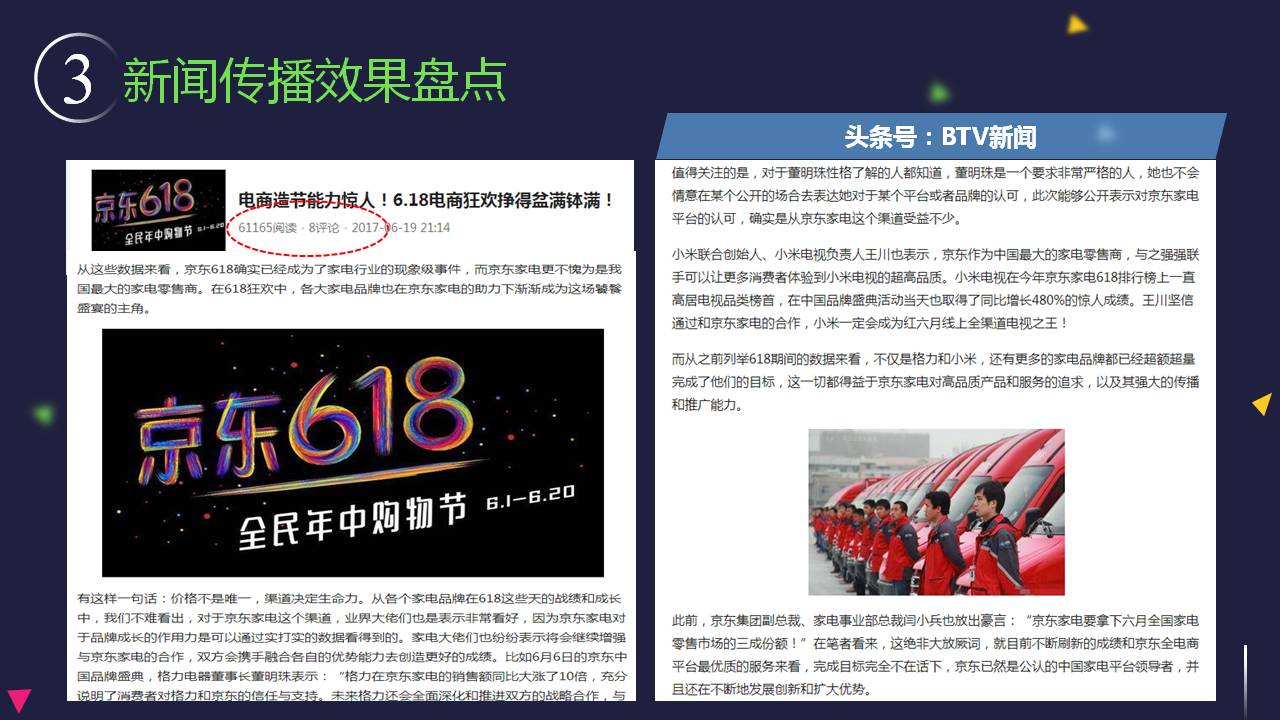 3
新闻传播效果盘点
头条号：BTV新闻
京东618
全民年中购物节 6.1-6.20
电商造节能力惊人！6.18电商狂欢挣得盆满钵满！
61165阅读 · 8评论 · 2017-06-19 21:14
从这些数据来看，京东618确实已经成为了家电行业的现象级事件，而京东家电更不愧为是我
国最大的家电零售商。在618狂欢中，各大家电品牌也在京东家电的助力下渐渐成为这场饕餮
盛宴的主角。
京东618
全民年中购物节 6.1-6.20
有这样一句话：价格不是唯一，渠道决定生命力。从各个家电品牌在618这些天的战绩和成长
中，我们不难看出，对于京东家电这个渠道，业界大佬们也是表示非常看好，因为京东家电对
于品牌成长的作用力是可以通过实打实的数据看得到的。家电大佬们也纷纷表示将会继续增强
与京东家电的合作，双方会携手融合各自的优势能力去创造更好的成绩。比如6月6日的京东中
国品牌盛典，格力电器董事长董明珠表示：“格力在京东家电的销售额同比大涨了10倍，充分
说明了消费者对格力和京东的信任与支持。未来格力还会全面深化和推进双方的战略合作，与
值得关注的是，对于董明珠性格了解的人都知道，董明珠是一个要求非常严格的人，她也不会
情意在某个公开的场合去表达她对于某个平台或者品牌的认可，此次能够公开表示对京东家电
平台的认可，确实是从京东家电这个渠道受益不少。
小米联合创始人、小米电视负责人王川也表示，京东作为中国最大的家电零售商，与之强强联
手可以让更多消费者体验到小米电视的超高品质。小米电视在今年京东家电618排行榜上一直
高居电视品类榜首，在中国品牌盛典活动当天也取得了同比增长480%的惊人成绩。王川坚信
通过和京东家电的合作，小米一定会成为红六月线上全渠道电视之王！
而从之前列举618期间的数据来看，不仅是格力和小米，还有更多的家电品牌都已经超额超量
完成了他们的目标，这一切都得益于京东家电对高品质产品和服务的追求，以及其强大的传播
和推广能力。
此前，京东集团副总裁、家电事业部总裁闫小兵也放出豪言：“京东家电要拿下六月全国家电
零售市场的三成份额！”在笔者看来，这绝非大放厥词，就目前不断刷新的成绩和京东全电商
平台最优质的服务来看，完成目标完全不在话下，京东已然是公认的中国家电平台领导者，并
且还在不断地发展创新和扩大优势。